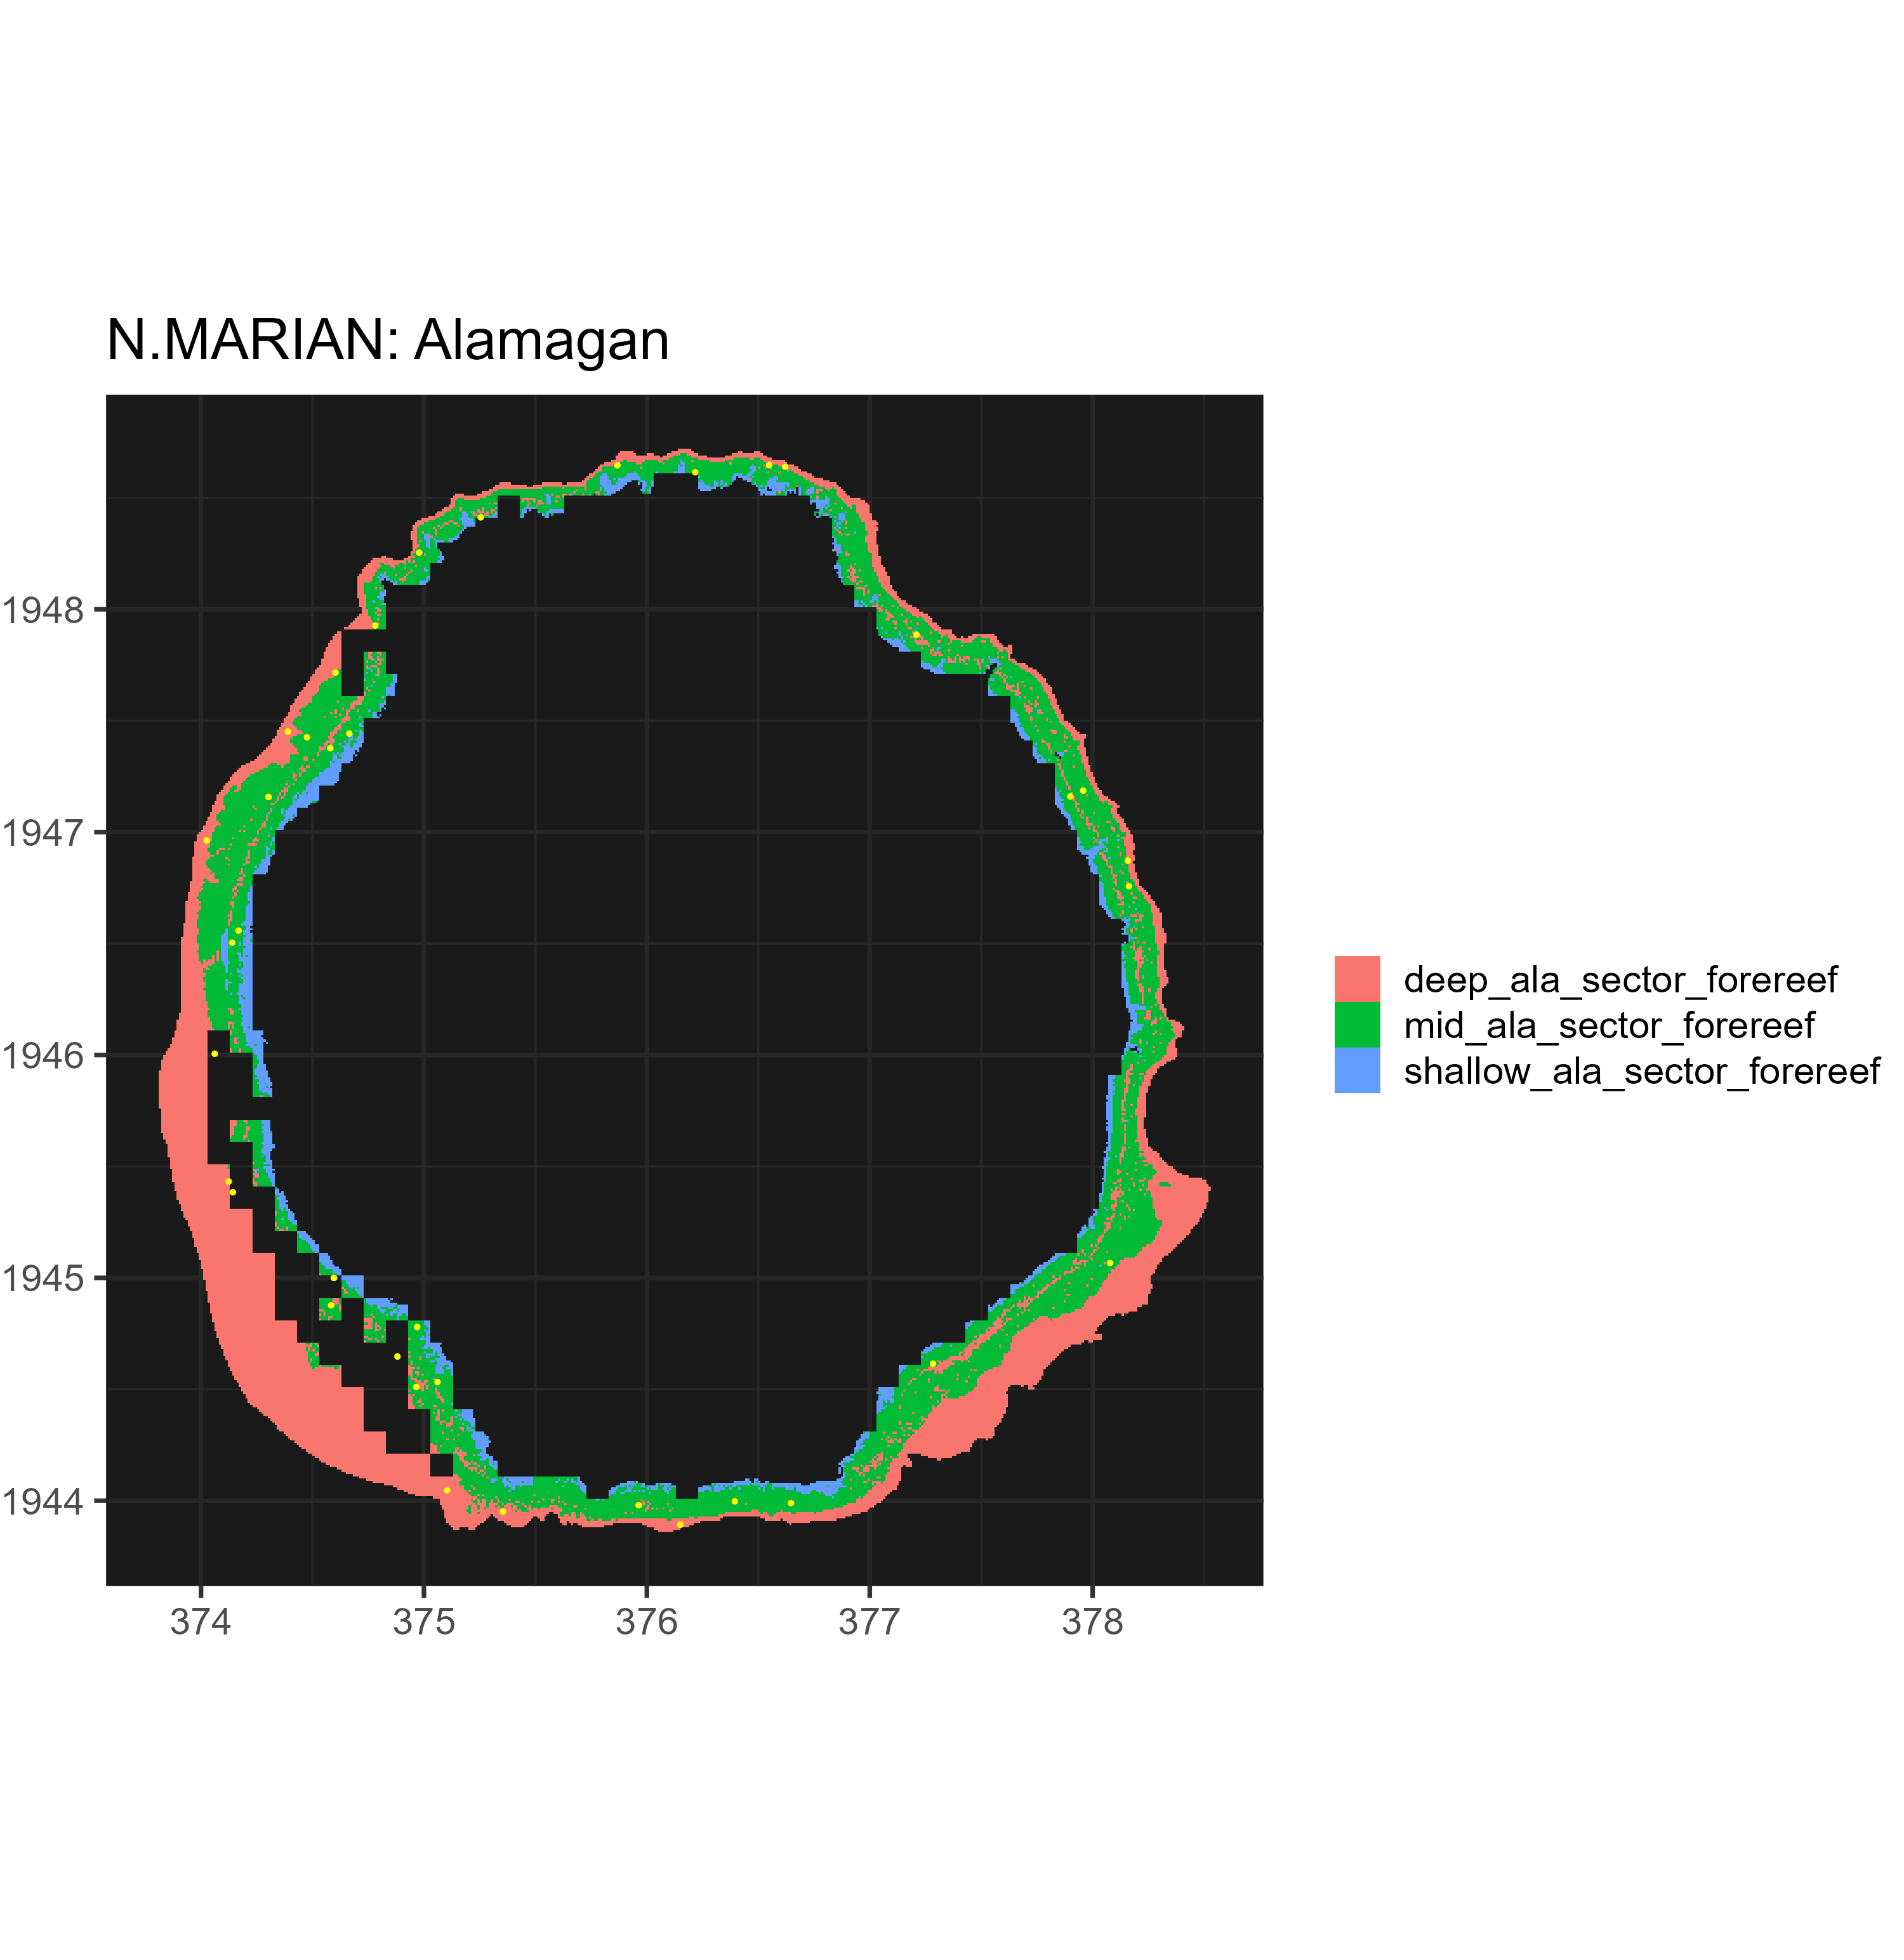 N.MARIAN: Alamagan
1948
1947
1946
1945
1944
374 375 376 377 378
deep_ala_sector_forereef
mid_ala_sector_forereef
shallow_ala_sector_forereef